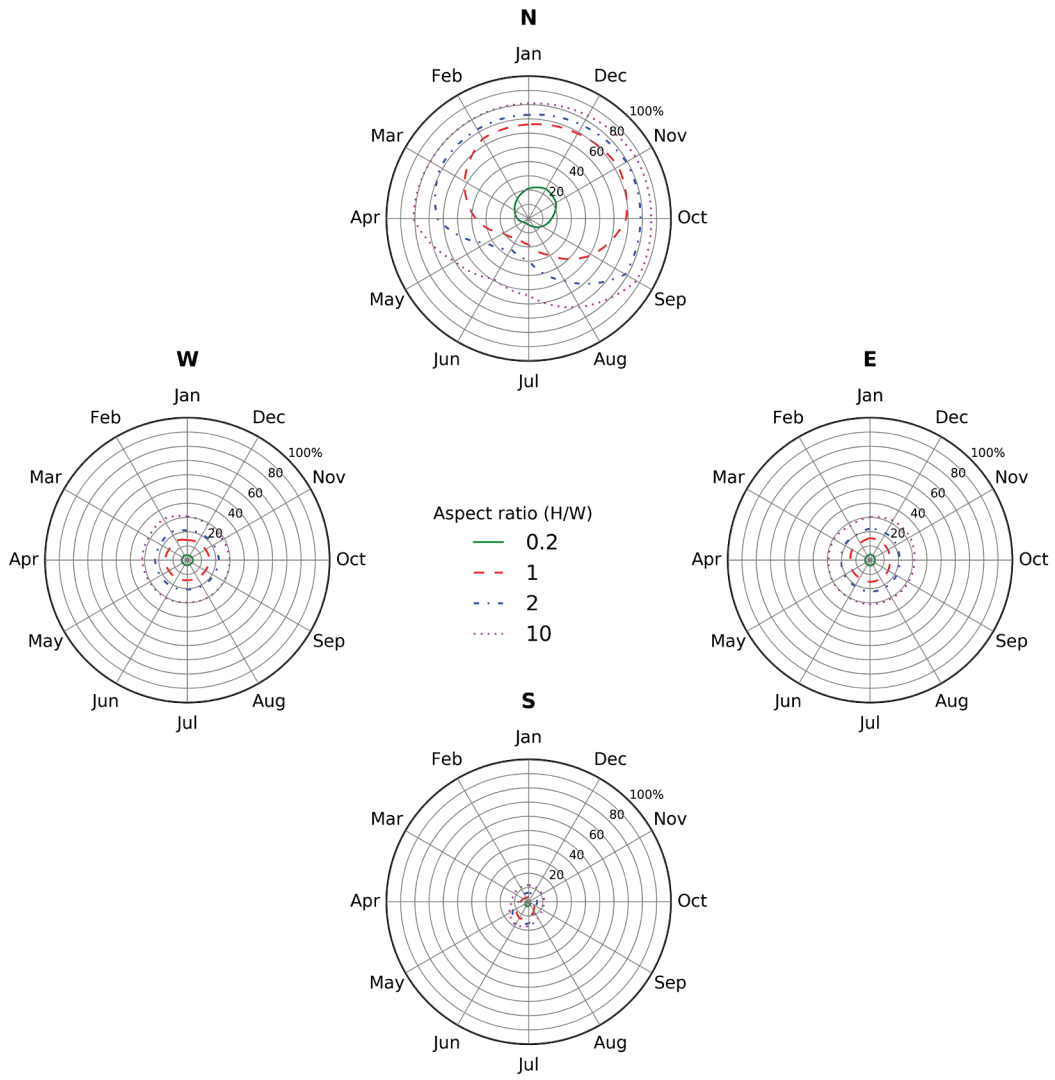 N
Jan
Feb
Dec
100%
Mar
80
Nov
60
40
20
Apr
Oct
May
Sep
Jun
Aug
Jul
W
Jan
Feb
Dec
100%
Mar
80
Nov
60
40
20
Apr
Oct
May
Sep
Jun
Aug
Jul
E
Jan
Feb
Dec
100%
Mar
80
Nov
60
40
20
Apr
Oct
May
Sep
Jun
Aug
Jul
Aspect ratio (H/W)
0.2
1
2
10
S
Jan
Feb
Dec
100%
Mar
80
Nov
60
40
20
Apr
Oct
May
Sep
Jun
Aug
Jul